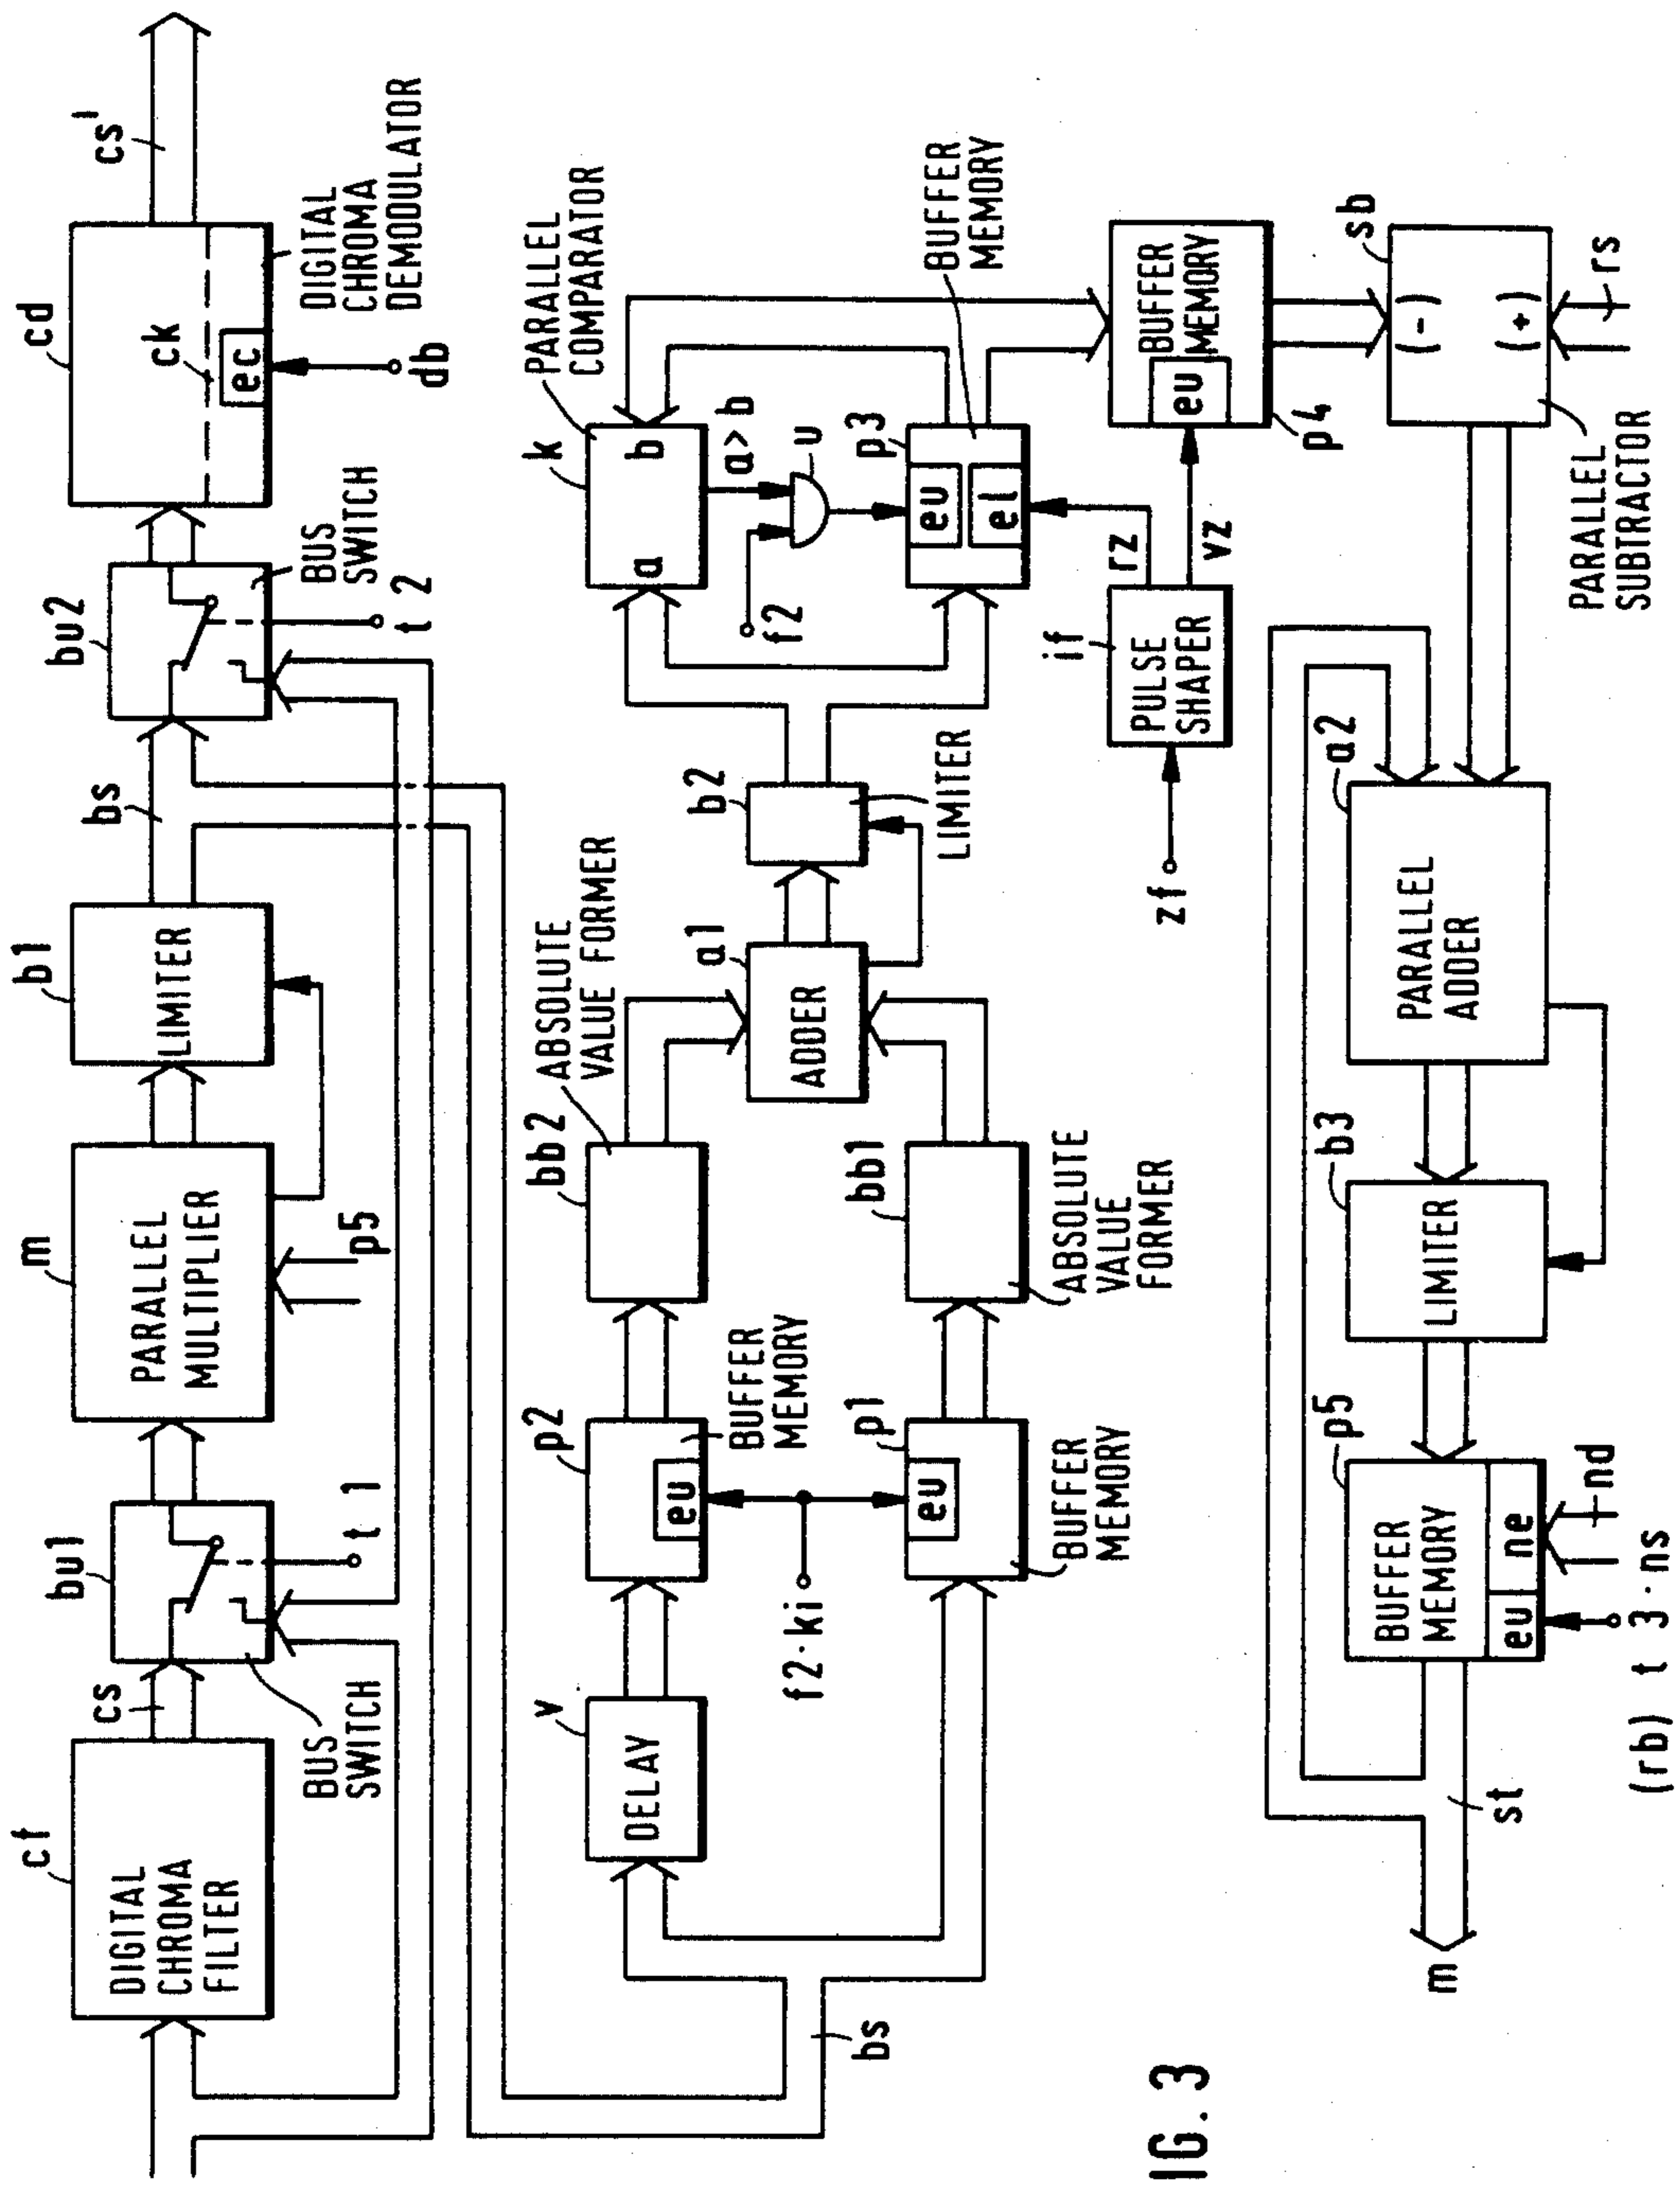 cf
DIGITAL
CHROMA
FILTER
cs
bu1
BUS
SWITCH
t 1
m
PARALLEL
MULTIPLIER
p5
b1
LIMITER
bs
bu2
BUS
SWITCH
t 2
cd
ck
ec
db
DIGITAL
CHROMA
DEMODULATOR
cs'
bs
v
DELAY
p2
eu
BUFFER
MEMORY
f2·ki
p1
eu
BUFFER
MEMORY
bb2
ABSOLUTE
VALUE FORMER
bb1
ABSOLUTE
VALUE
FORMER
a1
ADDER
b2
LIMITER
k
a
b
PARALLEL
COMPARATOR
a>b
u
f2
p3
eu
el
BUFFER
MEMORY
zf
if
PULSE
SHAPER
rz
vz
BUFFER
MEMORY
eu
p4
m
st
p5
BUFFER
MEMORY
eu
ne
(rb) t 3·ns
nd
b3
LIMITER
a2
PARALLEL
ADDER
sb
(-)
(+)
rs
PARALLEL
SUBTRACTOR
IG. 3